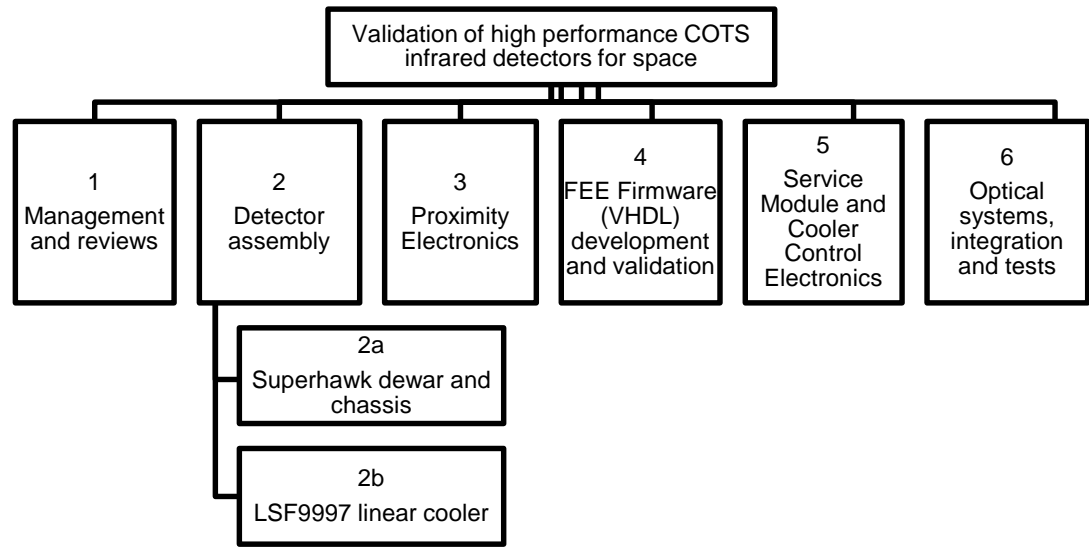 Validation of high performance COTS
infrared detectors for space
1
Management
and reviews
2
Detector
assembly
3
Proximity
Electronics
4
FEE Firmware
(VHDL)
development
and validation
5
Service
Module and
Cooler
Control
Electronics
6
Optical
systems,
integration
and tests
2a
Superhawk dewar and
chassis
2b
LSF9997 linear cooler